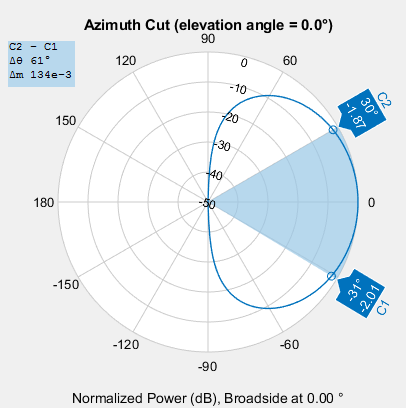 Azimuth Cut (elevation angle = 0.0°)
C2 - C1
Δθ 61°
Δm 134e-3
90
120
60
0
-10
150
30°
-1.87
C2
-20
-30
-40
180
-50
0
-31°
-2.01
C1
-150
-120
-60
-90
Normalized Power (dB), Broadside at 0.00 °